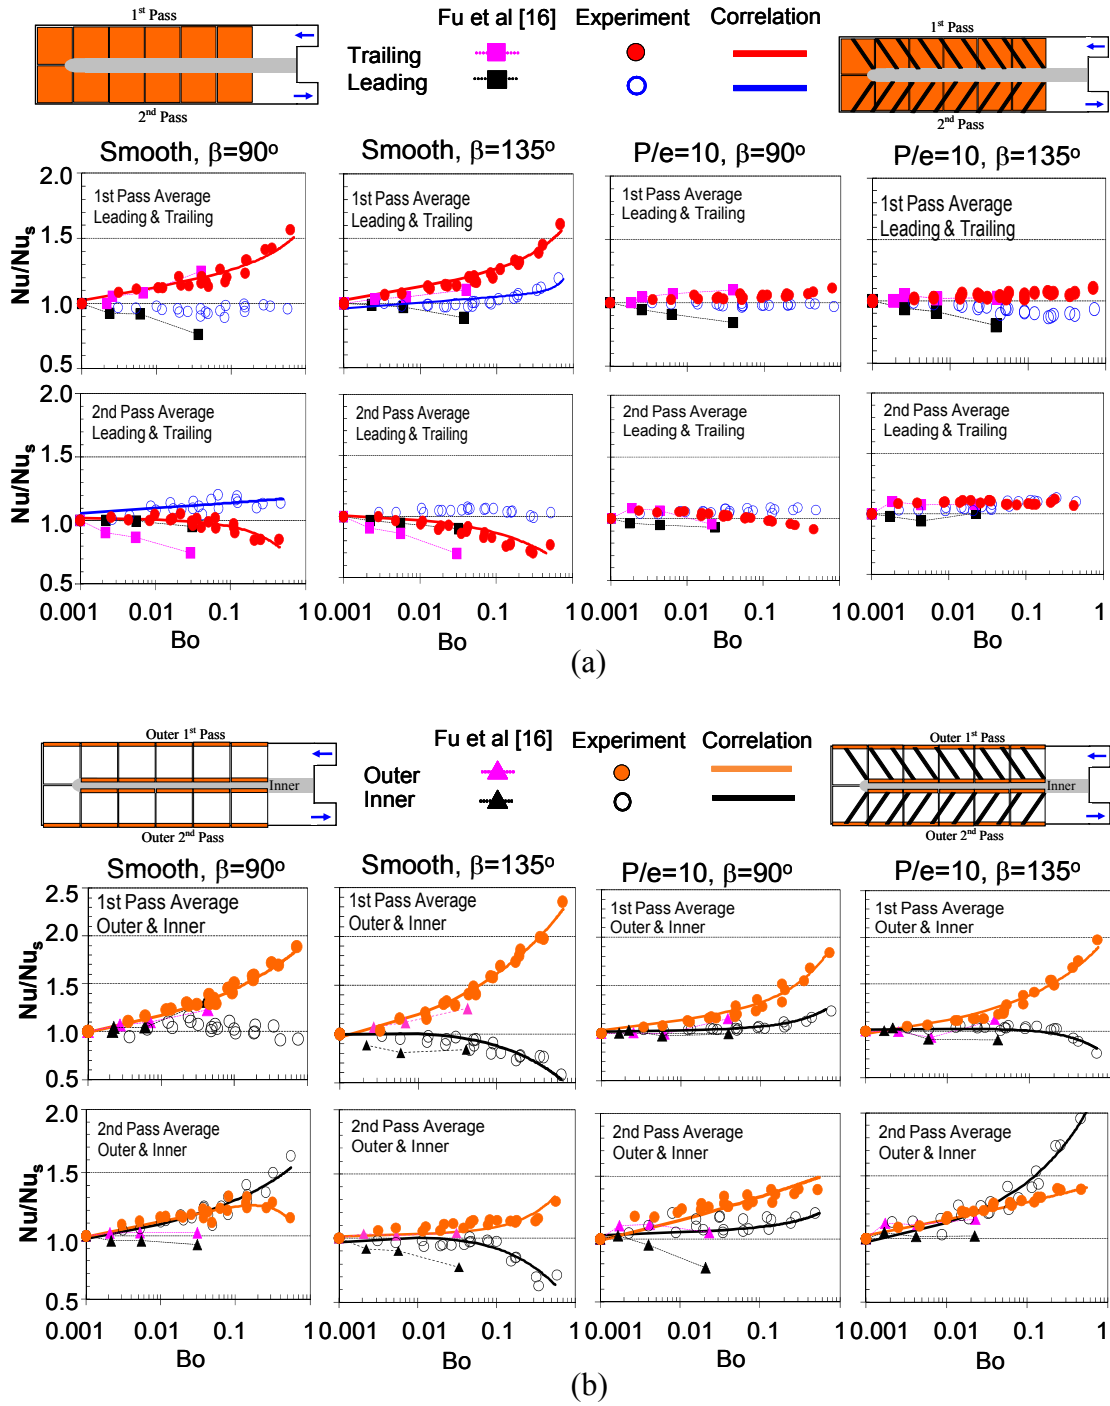 1st Pass
2nd Pass
Fu et al [16] Experiment Correlation
Trailing
Leading
1st Pass
2nd Pass
Smooth, β=90º
Smooth, β=135º
P/e=10, β=90º
P/e=10, β=135º
Nu/Nus
2.0
1.5
1.0
0.5
1st Pass Average
Leading & Trailing
1st Pass Average
Leading & Trailing
1st Pass Average
Leading & Trailing
1st Pass Average
Leading & Trailing
Nu/Nus
2.0
1.5
1.0
0.5
2nd Pass Average
Leading & Trailing
2nd Pass Average
Leading & Trailing
2nd Pass Average
Leading & Trailing
2nd Pass Average
Leading & Trailing
0.001 0.01 0.1 0.001 0.01 0.1 1
0.001 0.01 0.1 1
0.001 0.01 0.1 1
Bo Bo Bo Bo
(a)
Outer 1st Pass
Inner
Outer 2nd Pass
Fu et al [16] Experiment Correlation
Outer
Inner
Outer 1st Pass
Inner
Outer 2nd Pass
Smooth, β=90º
Smooth, β=135º
P/e=10, β=90º
P/e=10, β=135º
Nu/Nus
2.5
2.0
1.5
1.0
0.5
1st Pass Average
Outer & Inner
1st Pass Average
Outer & Inner
1st Pass Average
Outer & Inner
1st Pass Average
Outer & Inner
Nu/Nus
2.0
1.5
1.0
0.5
2nd Pass Average
Outer & Inner
2nd Pass Average
Outer & Inner
2nd Pass Average
Outer & Inner
2nd Pass Average
Outer & Inner
0.001 0.01 0.1 0.001 0.01 0.1 0.001 0.01 0.1 0.001 0.01 0.1 1
Bo Bo Bo Bo
(b)